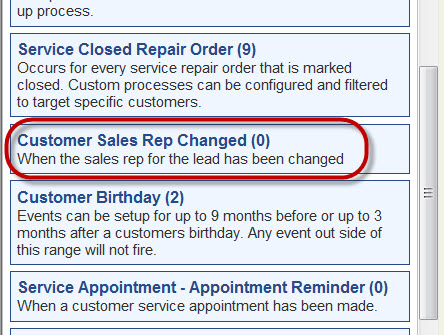 up process.
Service Closed Repair Order (9)
Occurs for every service repair order that is marked
closed. Custom processes can be configured and filtered
to target specific customers.
Customer Sales Rep Changed (0)
When the sales rep for the lead has been changed
Customer Birthday (2)
Events can be setup for up to 9 months before or up to 3
months after a customers birthday. Any event out side of
this range will not fire.
Service Appointment - Appointment Reminder (0)
When a customer service appointment has been made.